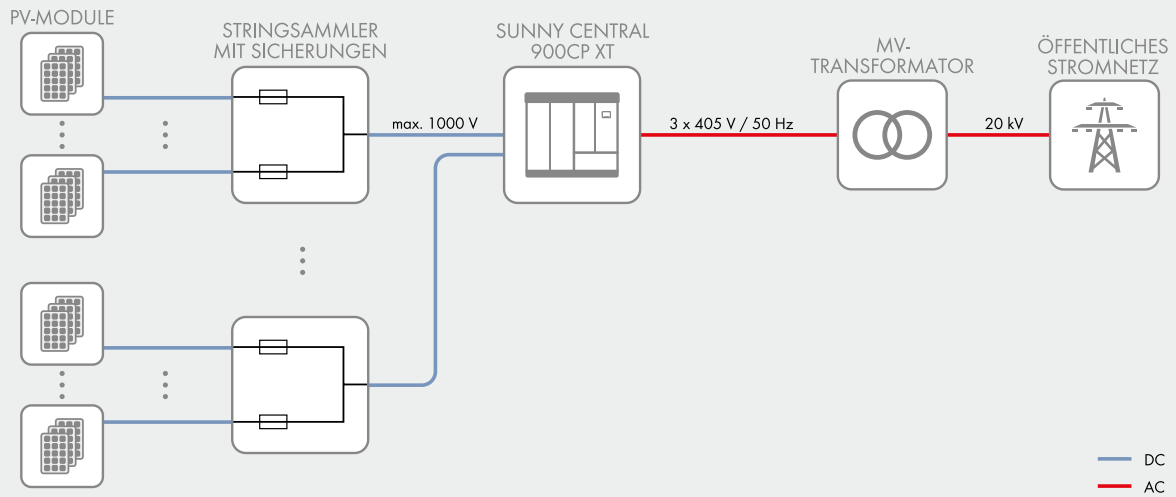 PV-MODULE
STRINGSAMMLER
MIT SICHERUNGEN
SUNNY CENTRAL
900CP XT
MV-
TRANSFORMATOR
ÖFFENTLICHES
STROMNETZ
max. 1000 V
3 x 405 V / 50 Hz
20 kV
DC
AC